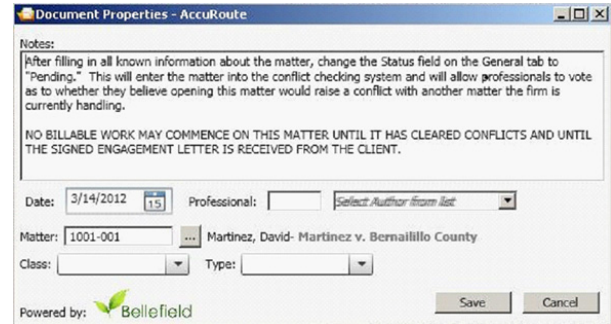 Document Properties - AccuRoute
Notes:
After filling in all known information about the matter, change the Status field on the General tab to
"Pending."  This will enter the matter into the conflict checking system and will allow professionals to vote
as to whether they believe opening this matter would raise a conflict with another matter the firm is
currently handling.
NO BILLABLE WORK MAY COMMENCE ON THIS MATTER UNTIL IT HAS CLEARED CONFLICTS AND UNTIL
THE SIGNED ENGAGEMENT LETTER IS RECEIVED FROM THE CLIENT.
Date: 3/14/2012 15 Professional: Select Author from list
Matter: 1001-001 ... Martinez, David- Martinez v. Bernailillo County
Class: Type:
Powered by: Bellefield Save Cancel